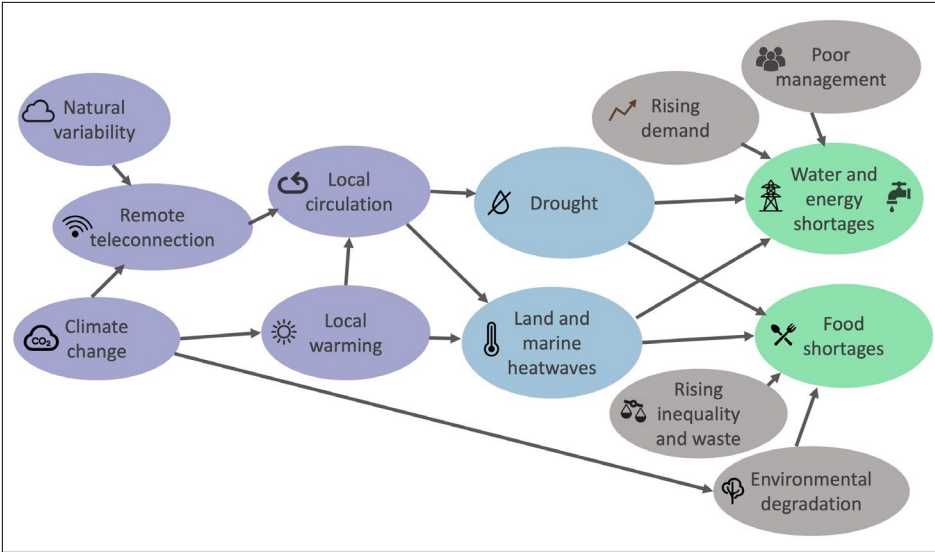 Poor
management
Natural
variability
Rising
demand
Local
circulation
Drought
Water and
energy
shortages
Remote
teleconnection
CO₂
Climate
change
Local
warming
Land and
marine
heatwaves
Food
shortages
Rising
inequality
and waste
Environmental
degradation